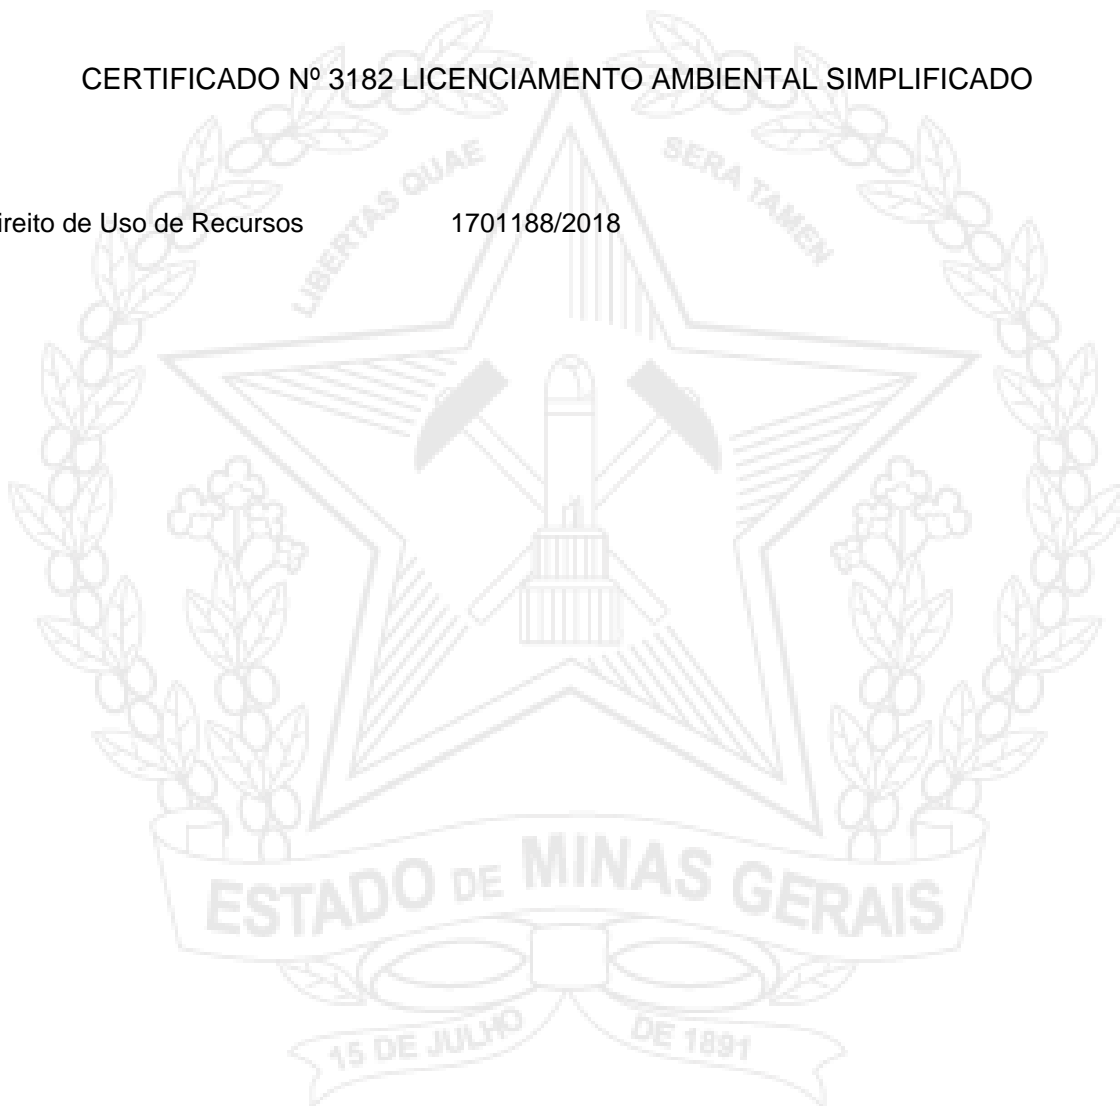 CERTIFICADO Nº 3182 LICENCIAMENTO AMBIENTAL SIMPLIFICADO
LIBERTAS QUAE SERA TAMEN
ireito de Uso de Recursos 1701188/2018
ESTADO DE MINAS GERAIS
15 DE JULHO DE 1891